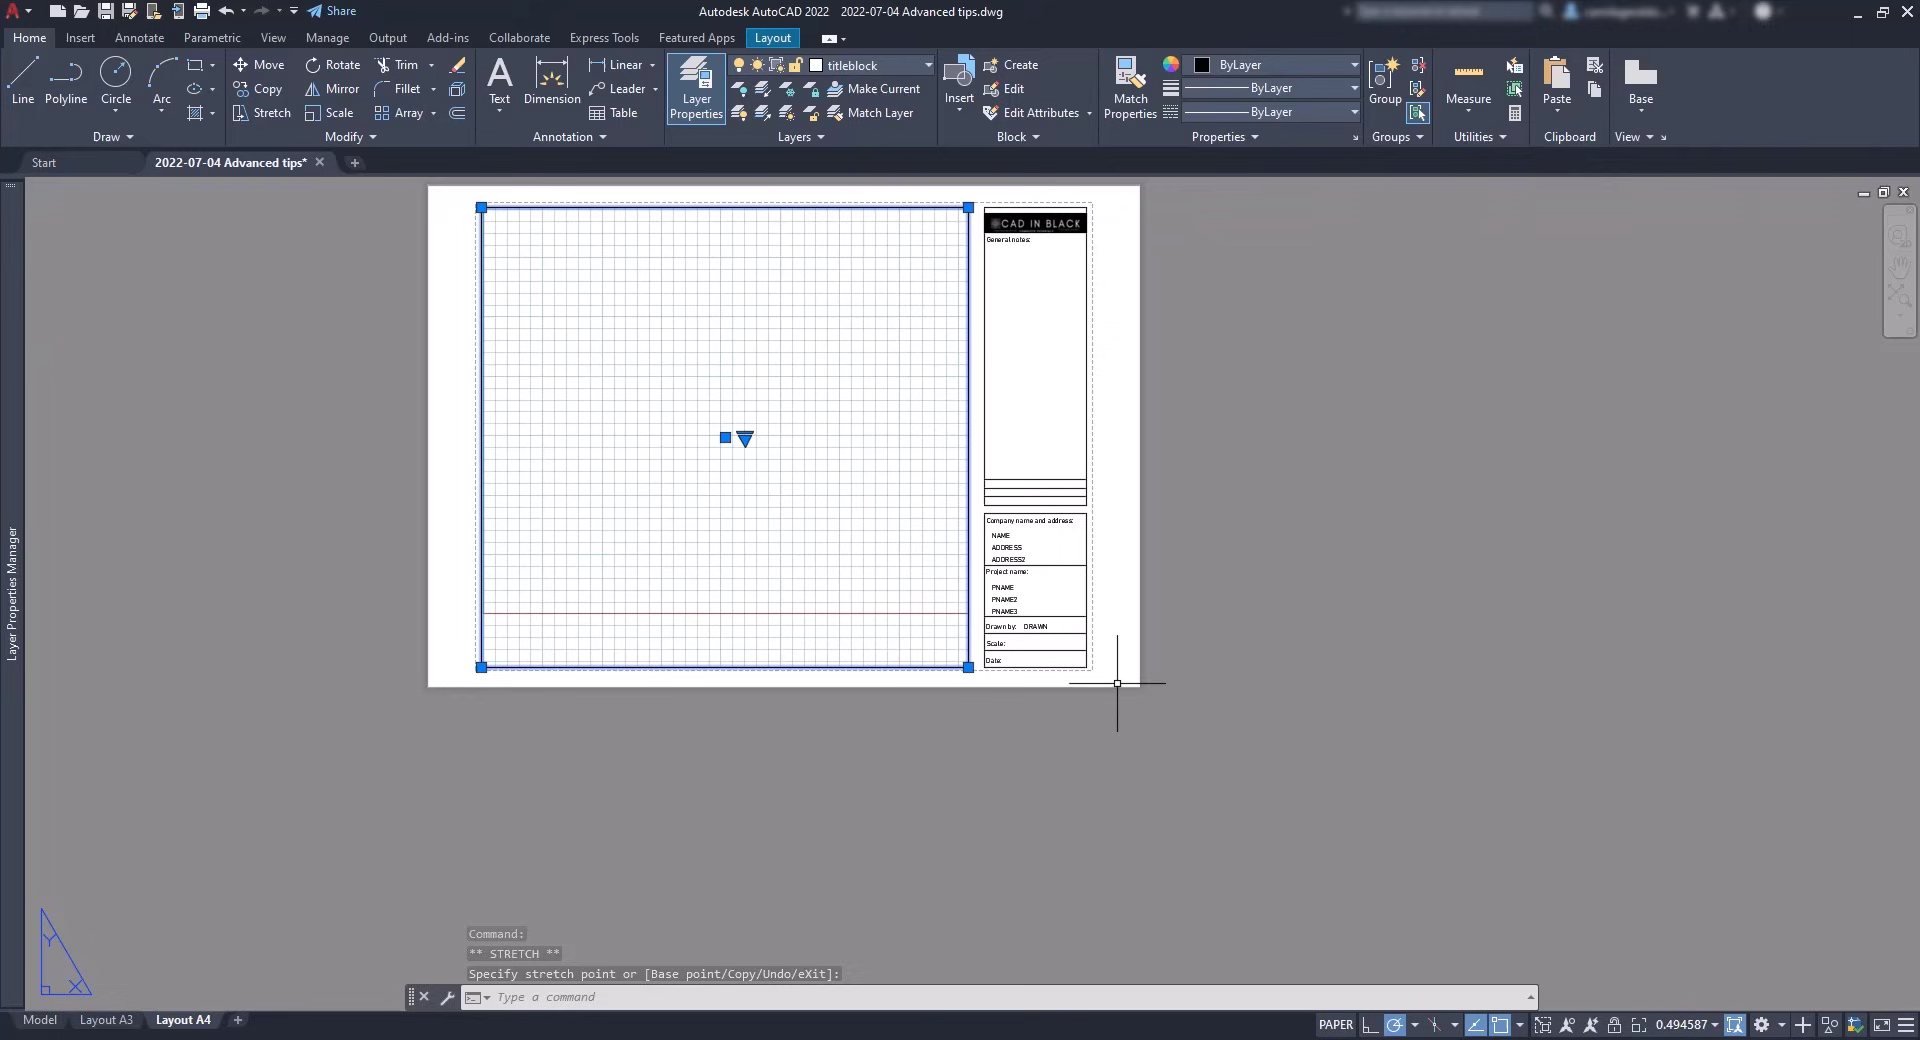 Share
Autodesk AutoCAD 2022 2022-07-04 Advanced tips.dwg
Home Insert Annotate Parametric View Manage Output Add-ins Collaborate Express Tools Featured Apps Layout
Line Polyline Circle Arc
Move Rotate Trim
Copy Mirror Fillet
Stretch Scale Array
Text Dimension
Linear
Leader
Table
Layer Properties
titleblock
Make Current
Match Layer
Insert
Create
Edit
Edit Attributes
Match Properties
ByLayer
ByLayer
ByLayer
Group
Measure
Paste
Base
Draw Modify Annotation Layers Block Properties Groups Utilities Clipboard View
Start 2022-07-04 Advanced tips*
CAD IN BLACK
General notes:
Company name and address:
NAME
ADDRESS
ADDRESS2
Project name:
PNAME
PNAME2
PNAME3
Drawn by: DRAWN
Scale:
Date:
Layer Properties Manager
Y
X
Command:
** STRETCH **
Specify stretch point or [Base point/Copy/Undo/eXit]:
Type a command
Model Layout A3 Layout A4
PAPER 0.494587